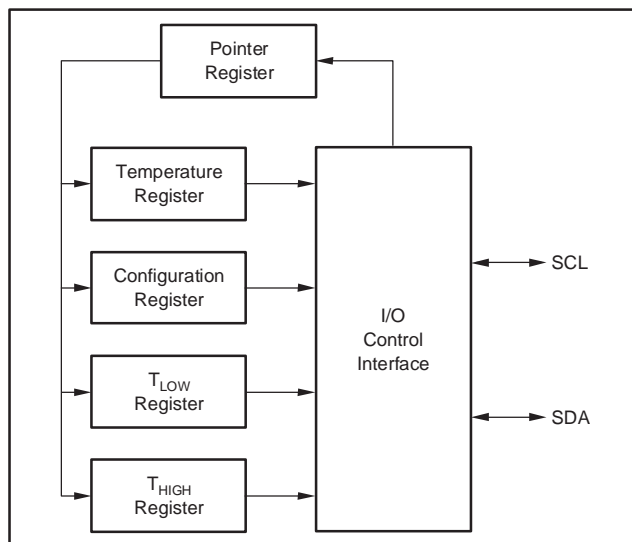 Pointer
Register
Temperature
Register
Configuration
Register
T_LOW
Register
T_HIGH
Register
I/O
Control
Interface
SCL
SDA